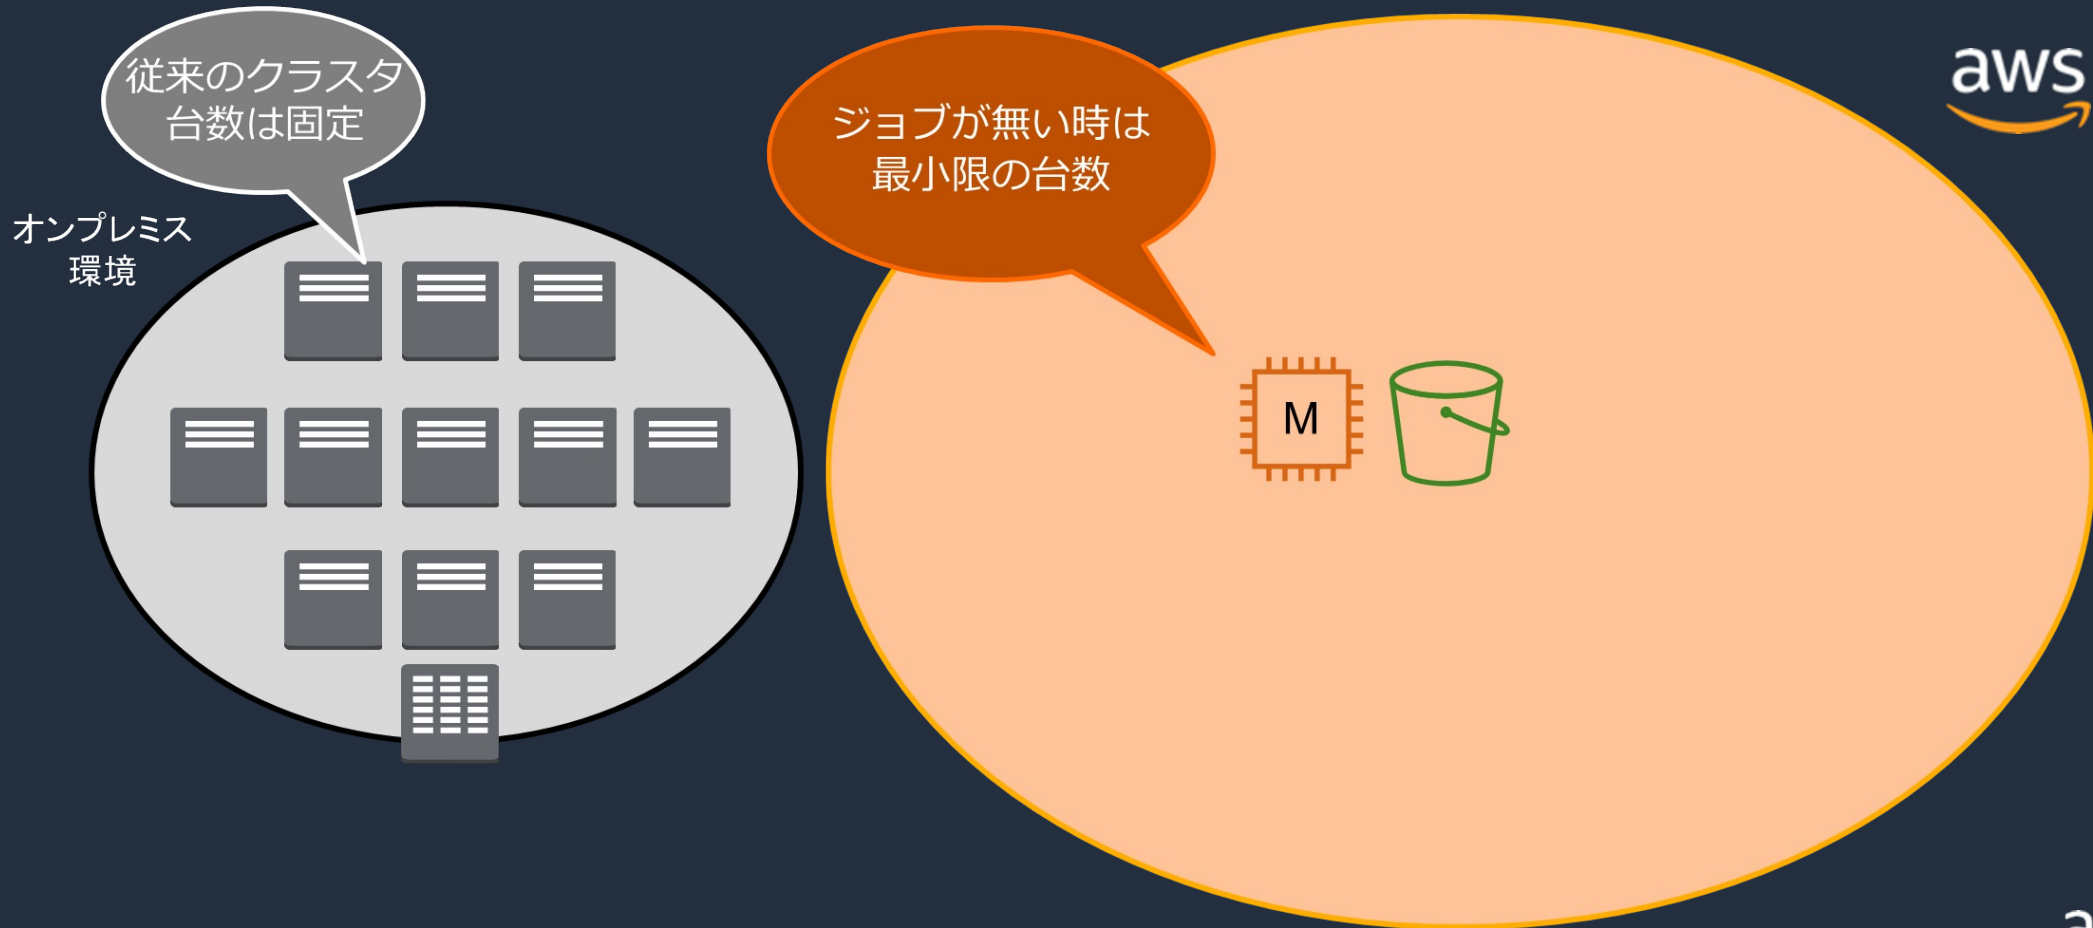 従来のクラスタ
台数は固定
オンプレミス
環境
ジョブが無い時は
最小限の台数
M
aws